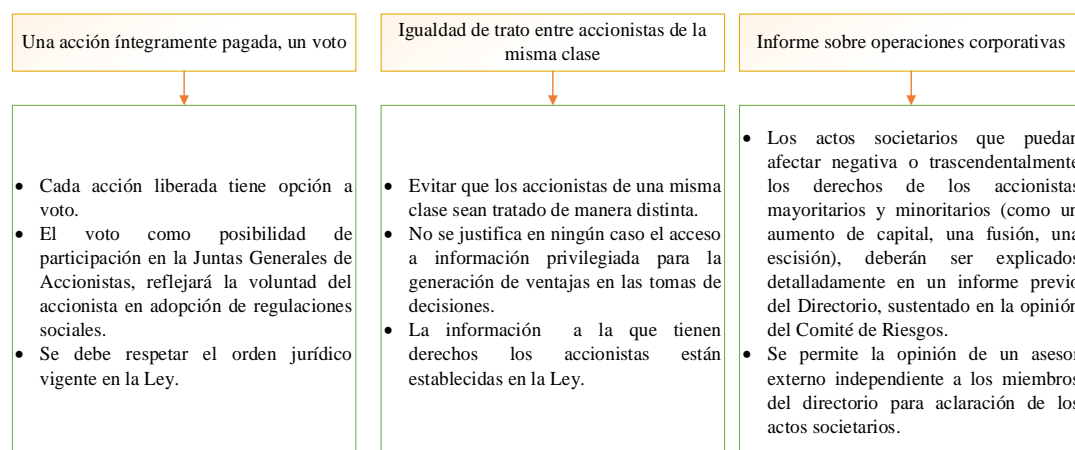 Una acción íntegramente pagada, un voto
Igualdad de trato entre accionistas de la
misma clase
Informe sobre operaciones corporativas
• Cada acción liberada tiene opción a
voto.
• El voto como posibilidad de
participación en la Juntas Generales de
Accionistas, reflejará la voluntad del
accionista en adopción de regulaciones
sociales.
• Se debe respetar el orden jurídico
vigente en la Ley.
• Evitar que los accionistas de una misma
clase sean tratado de manera distinta.
• No se justifica en ningún caso el acceso
a información privilegiada para la
generación de ventajas en las tomas de
decisiones.
• La información a la que tienen
derechos los accionistas están
establecidas en la Ley.
• Los actos societarios que puedan
afectar negativa o trascendentalmente
los derechos de los accionistas
mayoritarios y minoritarios (como un
aumento de capital, una fusión, una
escisión), deberán ser explicados
detalladamente en un informe previo
del Directorio, sustentado en la opinión
del Comité de Riesgos.
• Se permite la opinión de un asesor
externo independiente a los miembros
del directorio para aclaración de los
actos societarios.